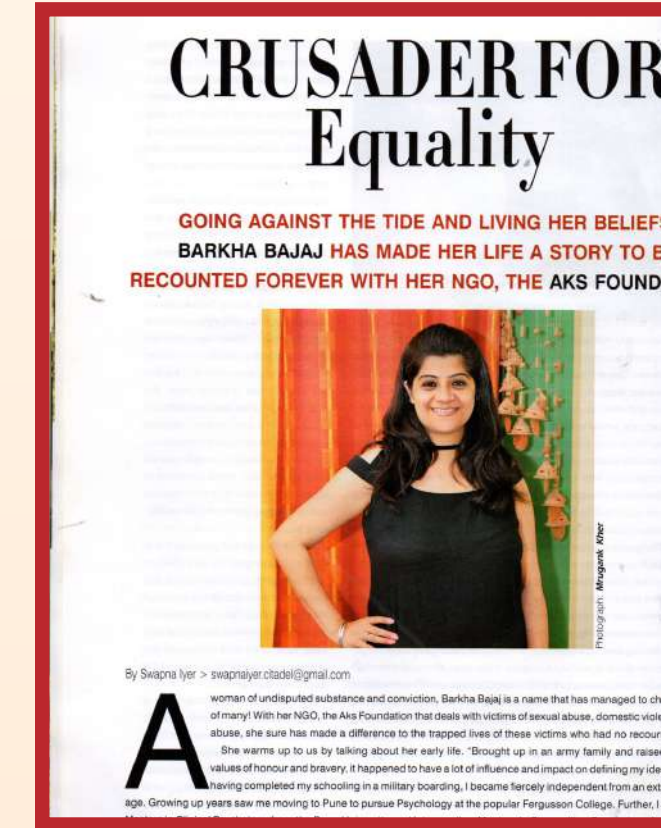 CRUSADER FOR
Equality
GOING AGAINST THE TIDE AND LIVING HER BELIEFS
BARKHA BAJAJ HAS MADE HER LIFE A STORY TO B
RECOUNTED FOREVER WITH HER NGO, THE AKS FOUND
Photograph: Mrugank Kher
By Swapna Iyer > swapnaiyer.citadel@gmail.com
A woman of undisputed substance and conviction, Barkha Bajaj is a name that has managed to ch
of many! With her NGO, the Aks Foundation that deals with victims of sexual abuse, domestic viole
abuse, she sure has made a difference to the trapped lives of these victims who had no recour
She warms up to us by talking about her early life. "Brought up in an army family and raised
values of honour and bravery, it happened to have a lot of influence and impact on defining my ide
having completed my schooling in a military boarding, I became fiercely independent from an ext
age. Growing up years saw me moving to Pune to pursue Psychology at the popular Fergusson College. Further, I